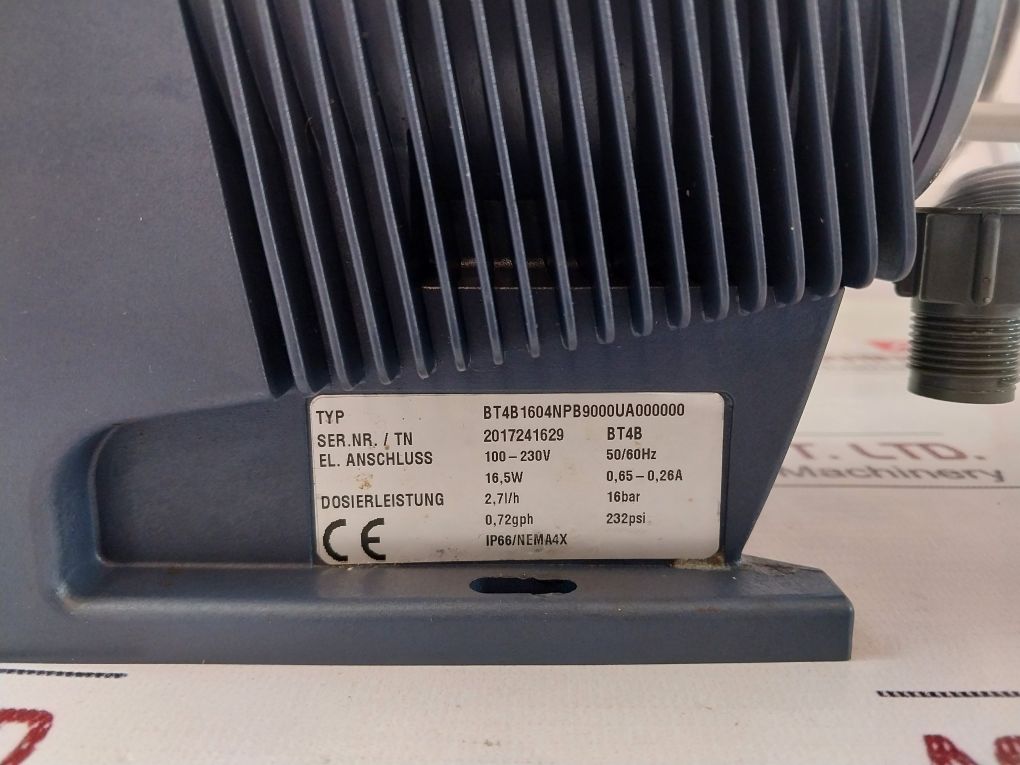 TYP BT4B1604NPB9000UA000000
SER.NR. / TN 2017241629 BT4B
EL. ANSCHLUSS 100-230V 50/60Hz
16,5W 0,65-0,26A
DOSIERLEISTUNG 2,7l/h 16bar
0,72gph 232psi
CE IP66/NEMA4X
T. LTD.
Machinery